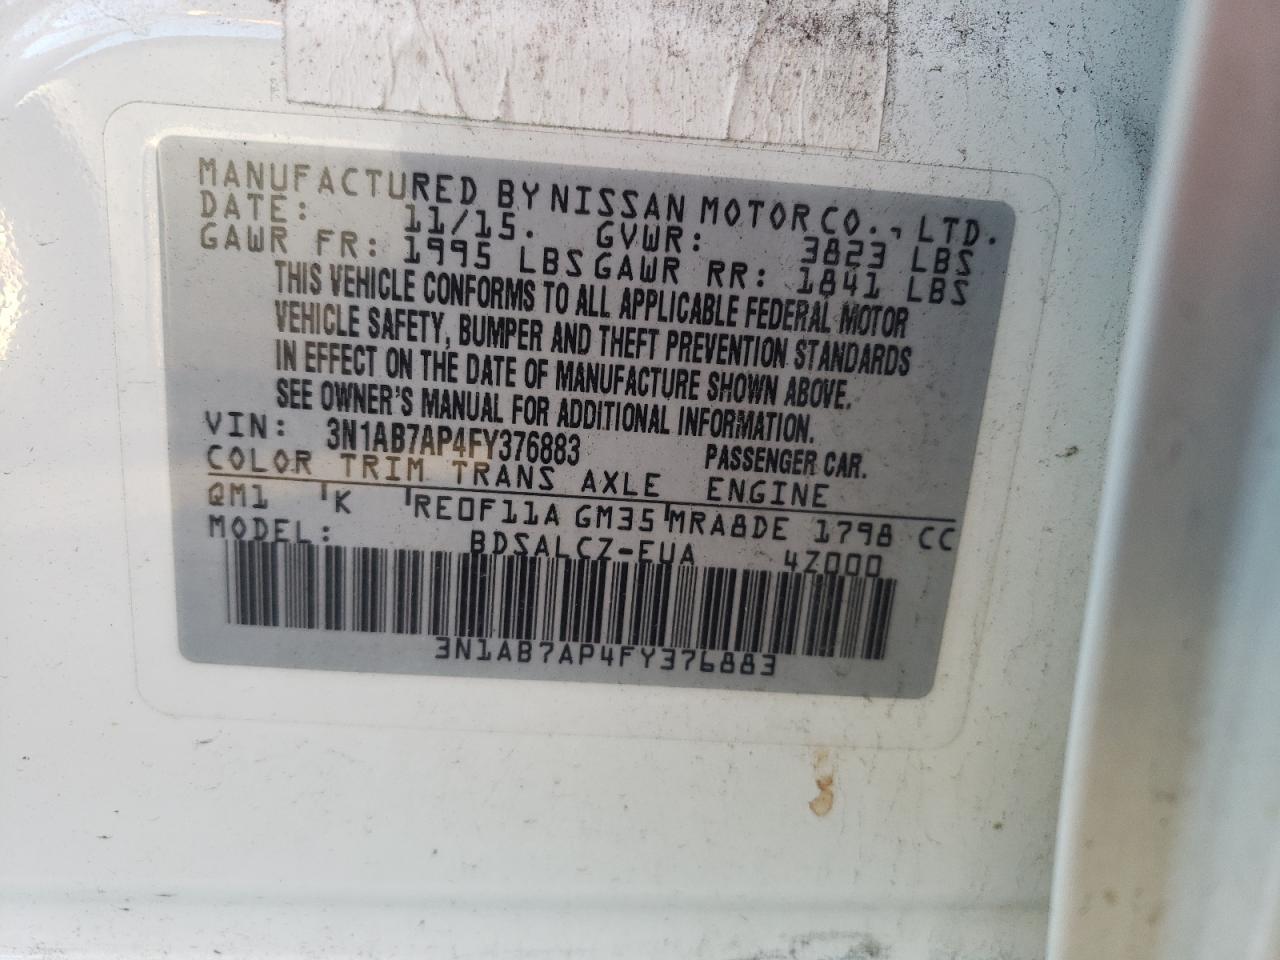 MANUFACTURED BY NISSAN MOTOR CO., LTD.
DATE: 11/15. GVWR: 3823 LBS
GAWR FR: 1995 LBS GAWR RR: 1841 LBS
THIS VEHICLE CONFORMS TO ALL APPLICABLE FEDERAL MOTOR
VEHICLE SAFETY, BUMPER AND THEFT PREVENTION STANDARDS
IN EFFECT ON THE DATE OF MANUFACTURE SHOWN ABOVE.
SEE OWNER'S MANUAL FOR ADDITIONAL INFORMATION.
VIN: 3N1AB7AP4FY376883 PASSENGER CAR.
COLOR TRIM TRANS AXLE ENGINE
QM1 K RE0F11A GM35 MRA8DE 1798 CC
MODEL: BDSALCZ-EUA 4Z000
3N1AB7AP4FY376883